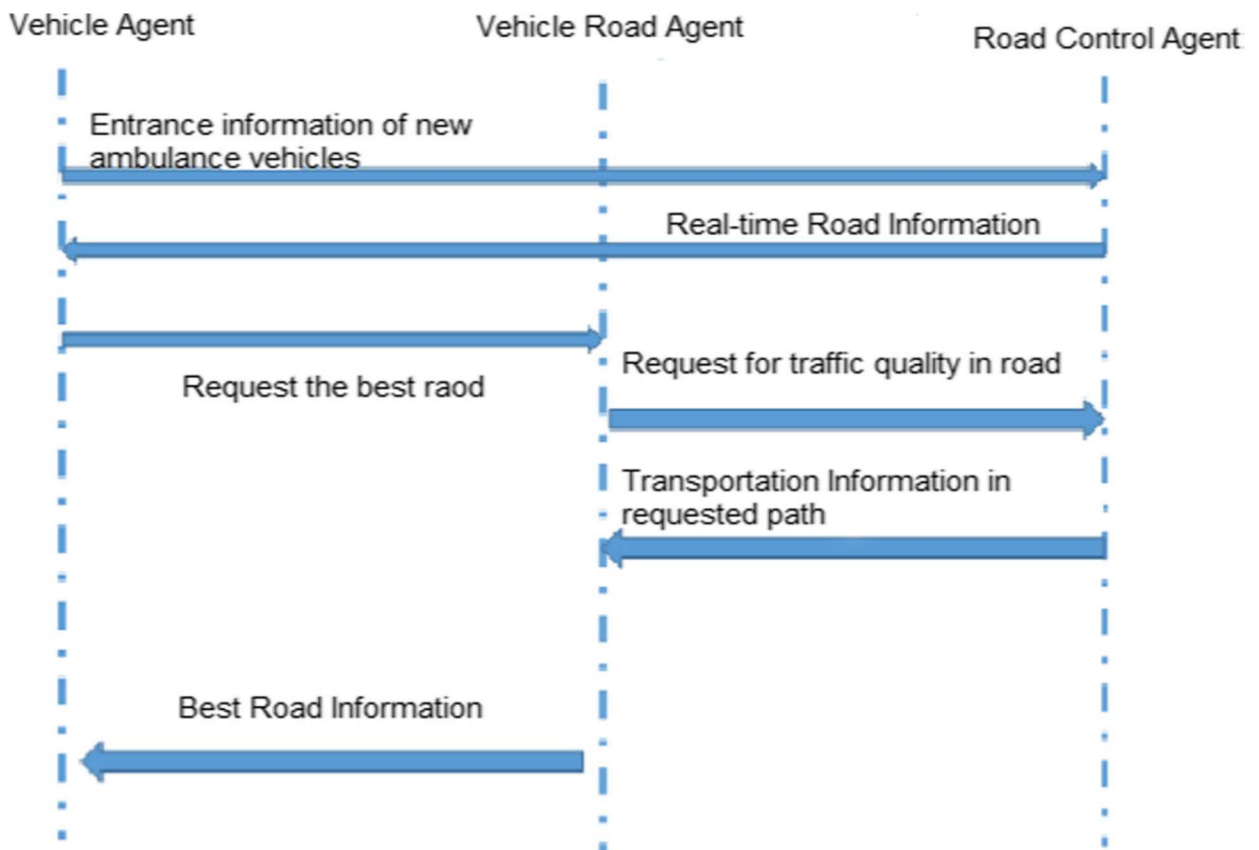 Vehicle Agent
Vehicle Road Agent
Road Control Agent
Entrance information of new
ambulance vehicles
Real-time Road Information
Request the best raod
Request for traffic quality in road
Transportation Information in
requested path
Best Road Information